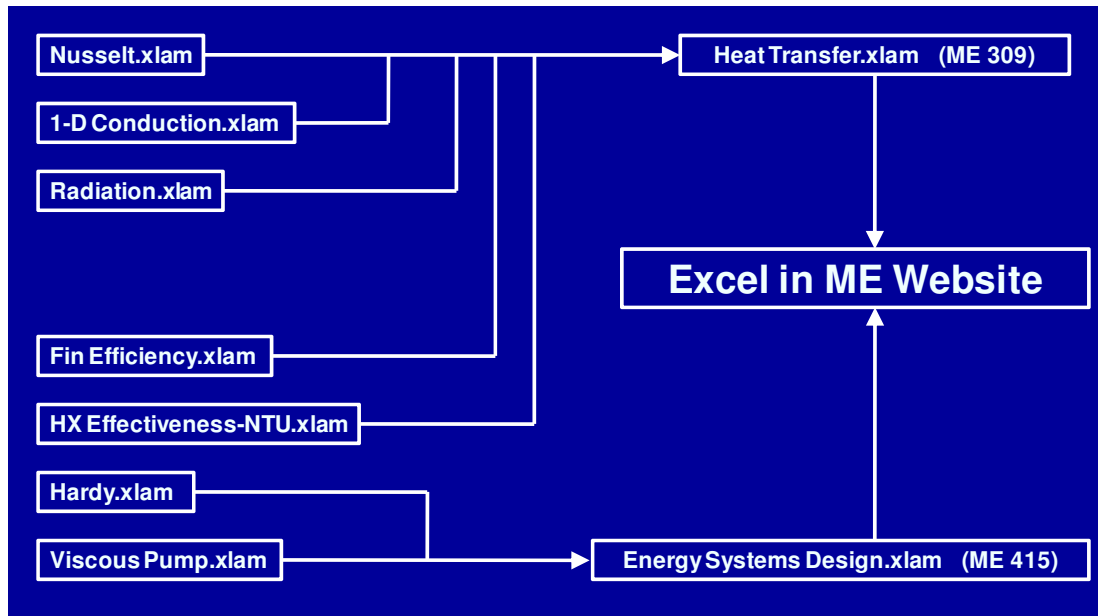 Nusselt.xlam
Heat Transfer.xlam (ME 309)
1-D Conduction.xlam
Radiation.xlam
Excel in ME Website
Fin Efficiency.xlam
HX Effectiveness-NTU.xlam
Hardy.xlam
Viscous Pump.xlam
Energy Systems Design.xlam (ME 415)